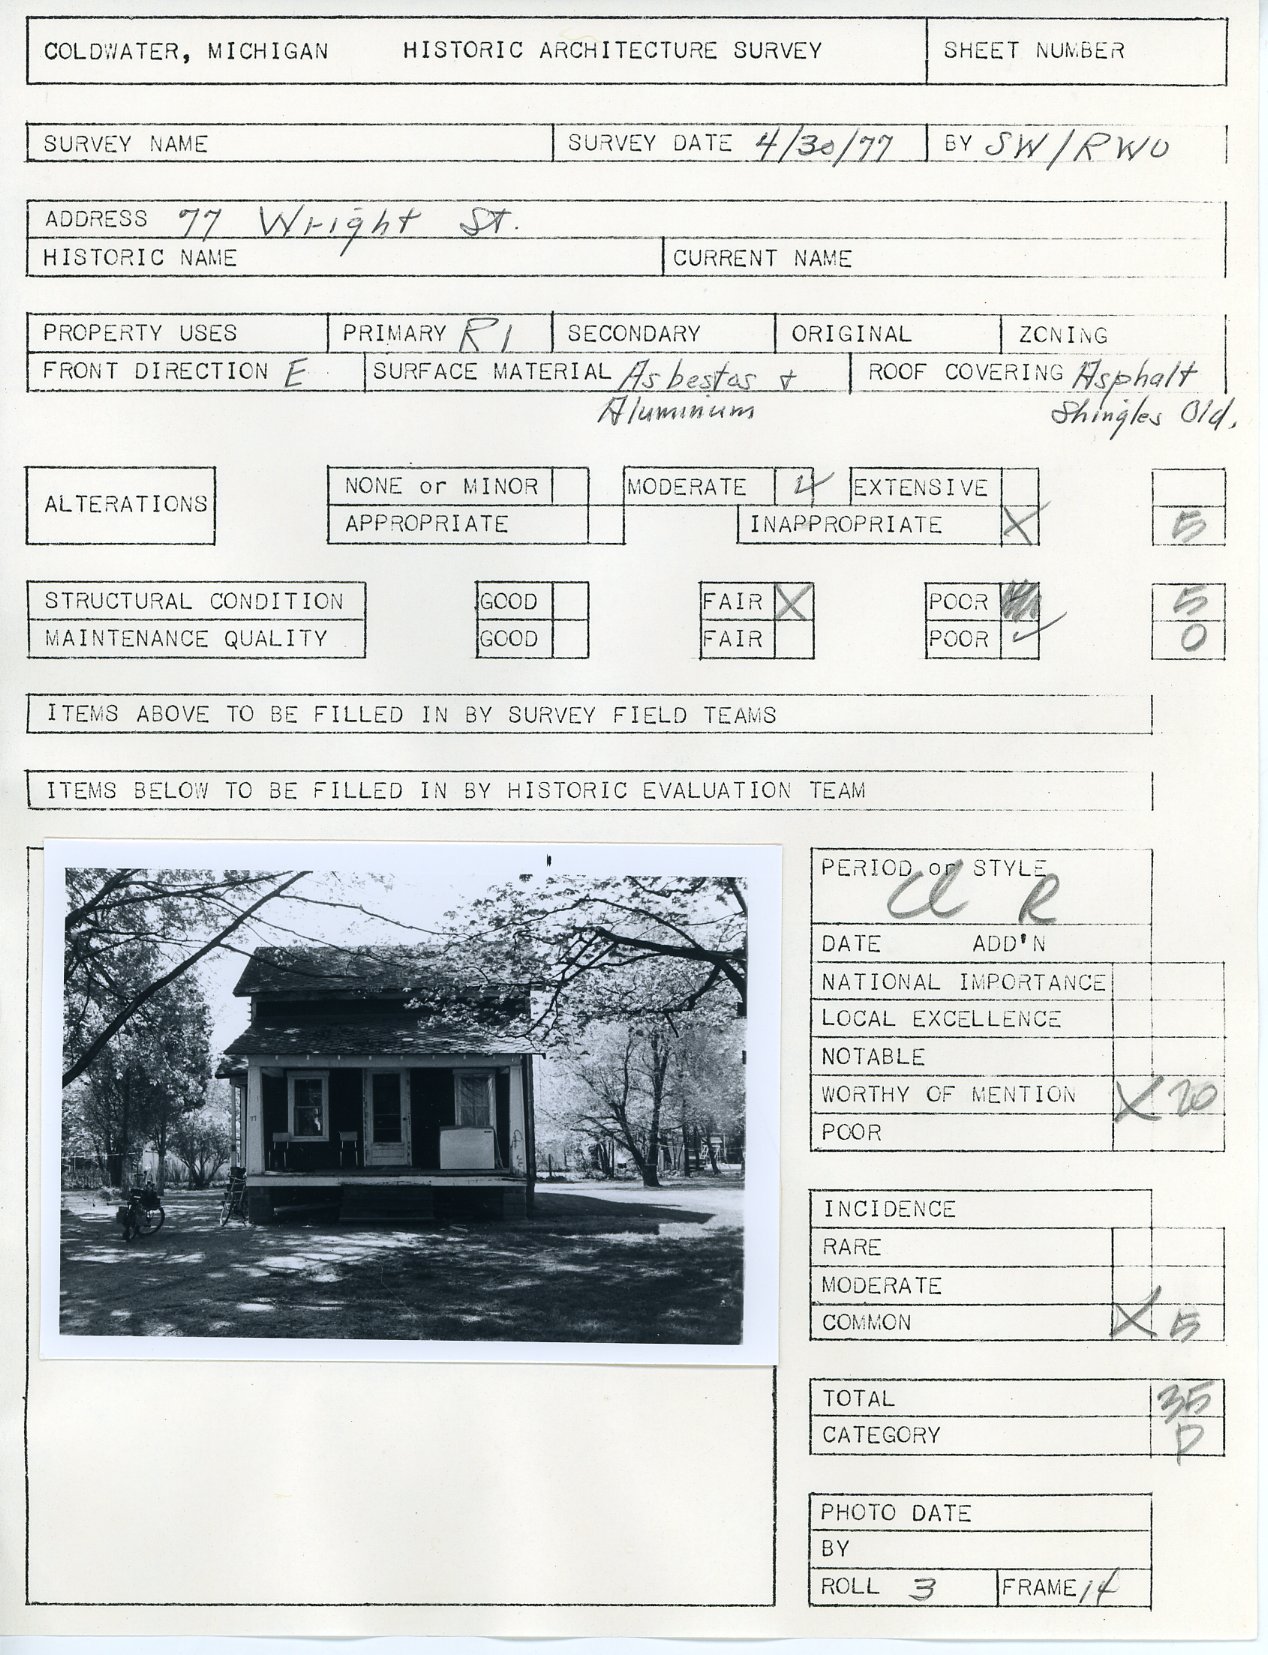 COLDWATER, MICHIGAN HISTORIC ARCHITECTURE SURVEY SHEET NUMBER
SURVEY NAME SURVEY DATE 4/30/77 BY SW/RWO
ADDRESS 77 Wright St.
HISTORIC NAME CURRENT NAME
PROPERTY USES PRIMARY R1 SECONDARY ORIGINAL ZONING
FRONT DIRECTION E SURFACE MATERIAL Asbestos + ROOF COVERING Asphalt
Aluminium Shingles Old.
ALTERATIONS NONE or MINOR MODERATE EXTENSIVE
APPROPRIATE INAPPROPRIATE X 5
STRUCTURAL CONDITION GOOD FAIR X POOR 5
MAINTENANCE QUALITY GOOD FAIR POOR ✓ 0
ITEMS ABOVE TO BE FILLED IN BY SURVEY FIELD TEAMS
ITEMS BELOW TO BE FILLED IN BY HISTORIC EVALUATION TEAM
PERIOD or STYLE
R
DATE ADD'N
NATIONAL IMPORTANCE
LOCAL EXCELLENCE
NOTABLE
WORTHY OF MENTION X 20
POOR
INCIDENCE
RARE
MODERATE
COMMON X 5
TOTAL 35
CATEGORY D
PHOTO DATE
BY
ROLL 3 FRAME 14
77